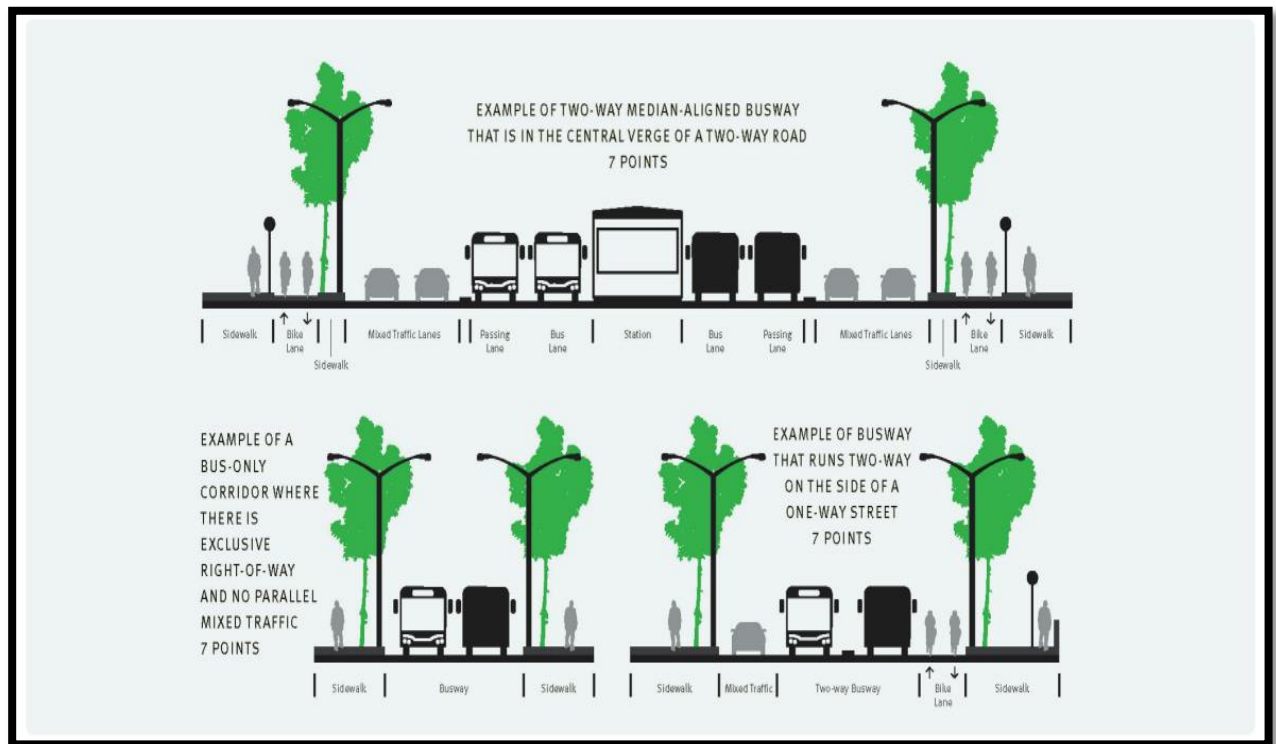 EXAMPLE OF TWO-WAY MEDIAN-ALIGNED BUSWAY
THAT IS IN THE CENTRAL VERGE OF A TWO-WAY ROAD
7 POINTS
Sidewalk
Bike
Lane
Sidewalk
Mixed Traffic Lanes
Passing
Lane
Bus
Lane
Station
Bus
Lane
Passing
Lane
Mixed Traffic Lanes
Sidewalk
Bike
Lane
Sidewalk
EXAMPLE OF A
BUS-ONLY
CORRIDOR WHERE
THERE IS
EXCLUSIVE
RIGHT-OF-WAY
AND NO PARALLEL
MIXED TRAFFIC
7 POINTS
Sidewalk
Busway
Sidewalk
EXAMPLE OF BUSWAY
THAT RUNS TWO-WAY
ON THE SIDE OF A
ONE-WAY STREET
7 POINTS
Sidewalk
Mixed Traffic
Two-way Busway
Bike
Lane
Sidewalk